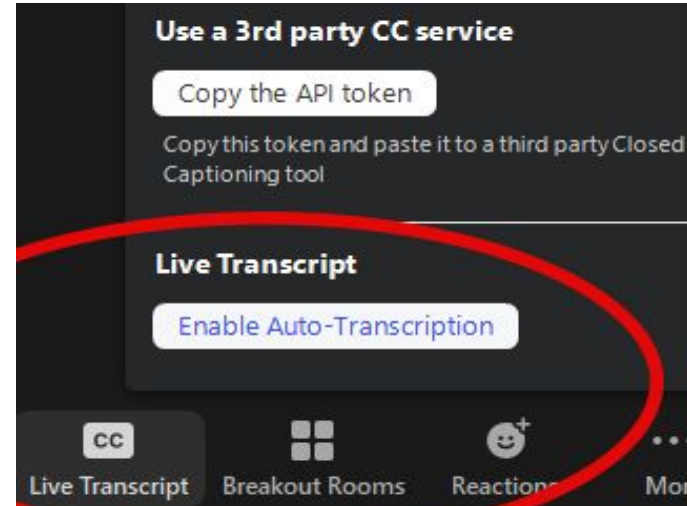 Use a 3rd party CC service
Copy the API token
Copy this token and paste it to a third party Closed
Captioning tool
Live Transcript
Enable Auto-Transcription
CC
Live Transcript Breakout Rooms Reactions